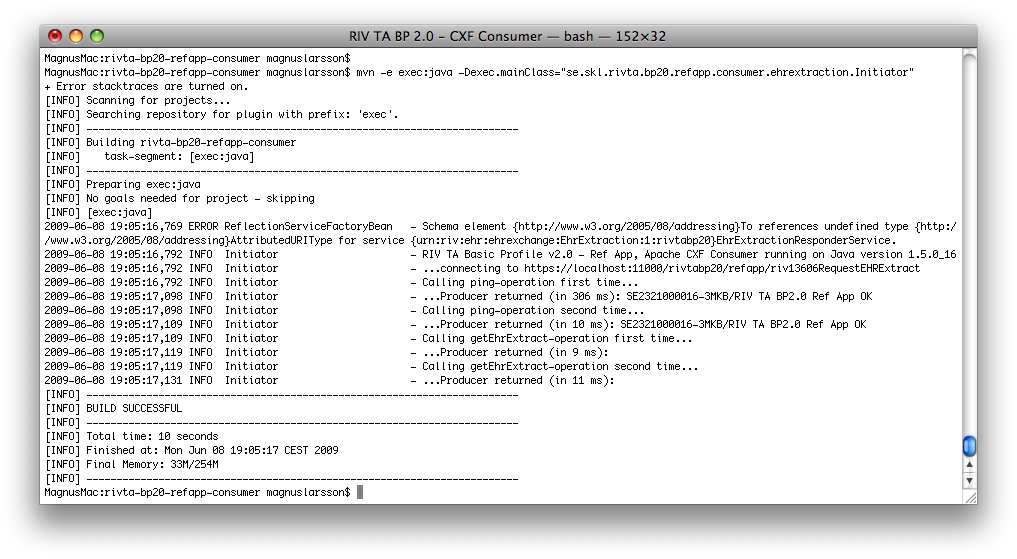 RIV TA BP 2.0 – CXF Consumer — bash — 152×32
MagnusMac:rivta-bp20-refapp-consumer magnuslarsson$
MagnusMac:rivta-bp20-refapp-consumer magnuslarsson$ mvn -e exec:java -Dexec.mainClass="se.skl.rivta.bp20.refapp.consumer.ehrextraction.Initiator"
+ Error stacktraces are turned on.
[INFO] Scanning for projects...
[INFO] Searching repository for plugin with prefix: 'exec'.
[INFO] ------------------------------------------------------------------------
[INFO] Building rivta-bp20-refapp-consumer
[INFO]    task-segment: [exec:java]
[INFO] ------------------------------------------------------------------------
[INFO] Preparing exec:java
[INFO] No goals needed for project - skipping
[INFO] [exec:java]
2009-06-08 19:05:16,769 ERROR ReflectionServiceFactoryBean   - Schema element {http://www.w3.org/2005/08/addressing}To references undefined type {http:/
/www.w3.org/2005/08/addressing}AttributedURIType for service {urn:riv:ehr:ehrexchange:EhrExtraction:1:rivtabp20}EhrExtractionResponderService.
2009-06-08 19:05:16,792 INFO  Initiator                      - RIV TA Basic Profile v2.0 - Ref App, Apache CXF Consumer running on Java version 1.5.0_16
2009-06-08 19:05:16,792 INFO  Initiator                      - ...connecting to https://localhost:11000/rivtabp20/refapp/riv13606RequestEHRExtract
2009-06-08 19:05:16,792 INFO  Initiator                      - Calling ping-operation first time...
2009-06-08 19:05:17,098 INFO  Initiator                      - ...Producer returned (in 306 ms): SE2321000016-3MKB/RIV TA BP2.0 Ref App OK
2009-06-08 19:05:17,098 INFO  Initiator                      - Calling ping-operation second time...
2009-06-08 19:05:17,109 INFO  Initiator                      - ...Producer returned (in 10 ms): SE2321000016-3MKB/RIV TA BP2.0 Ref App OK
2009-06-08 19:05:17,109 INFO  Initiator                      - Calling getEhrExtract-operation first time...
2009-06-08 19:05:17,119 INFO  Initiator                      - ...Producer returned (in 9 ms):
2009-06-08 19:05:17,119 INFO  Initiator                      - Calling getEhrExtract-operation second time...
2009-06-08 19:05:17,131 INFO  Initiator                      - ...Producer returned (in 11 ms):
[INFO] ------------------------------------------------------------------------
[INFO] BUILD SUCCESSFUL
[INFO] ------------------------------------------------------------------------
[INFO] Total time: 10 seconds
[INFO] Finished at: Mon Jun 08 19:05:17 CEST 2009
[INFO] Final Memory: 33M/254M
[INFO] ------------------------------------------------------------------------
MagnusMac:rivta-bp20-refapp-consumer magnuslarsson$